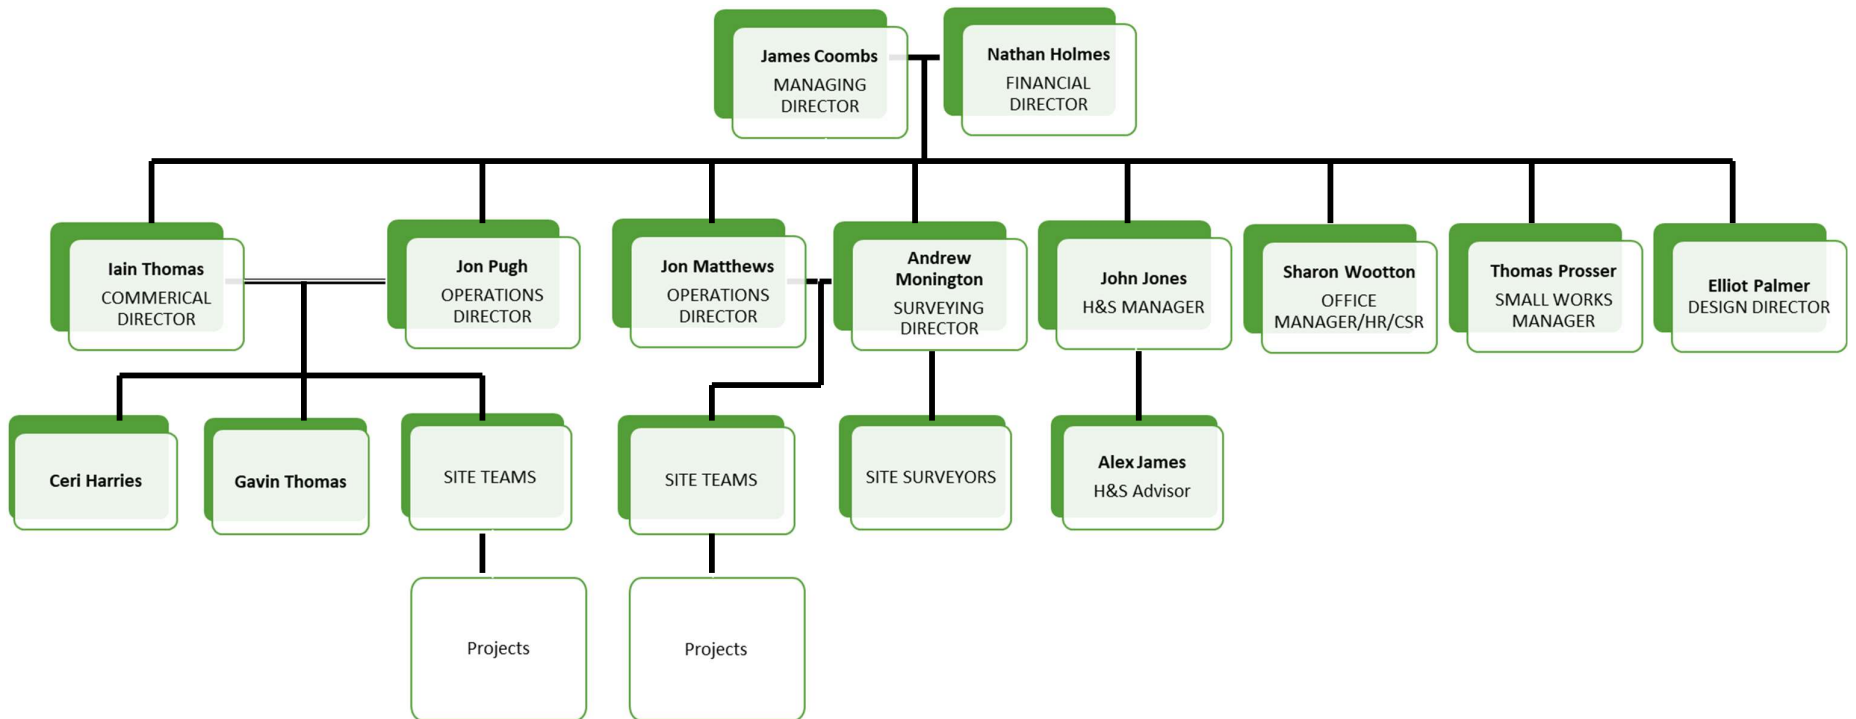 James Coombs
MANAGING
DIRECTOR
Nathan Holmes
FINANCIAL
DIRECTOR
Iain Thomas
COMMERICAL
DIRECTOR
Jon Pugh
OPERATIONS
DIRECTOR
Jon Matthews
OPERATIONS
DIRECTOR
Andrew
Monington
SURVEYING
DIRECTOR
John Jones
H&S MANAGER
Sharon Wootton
OFFICE
MANAGER/HR/CSR
Thomas Prosser
SMALL WORKS
MANAGER
Elliot Palmer
DESIGN DIRECTOR
Ceri Harries
Gavin Thomas
SITE TEAMS
SITE TEAMS
SITE SURVEYORS
Alex James
H&S Advisor
Projects
Projects